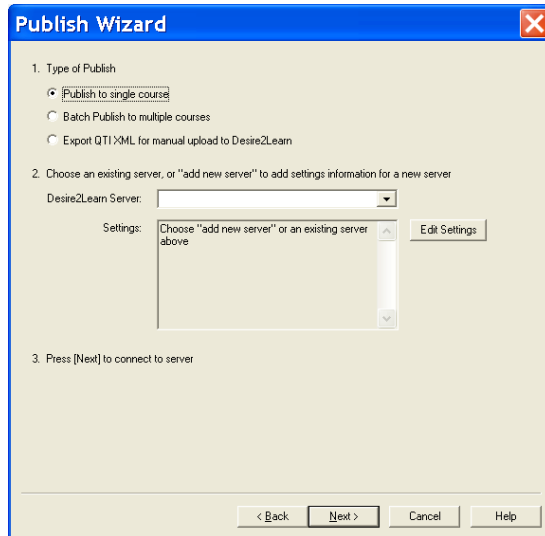 Publish Wizard
1. Type of Publish
Publish to single course
Batch Publish to multiple courses
Export QTI XML for manual upload to Desire2Learn
2. Choose an existing server, or "add new server" to add settings information for a new server
Desire2Learn Server:
Settings:
Choose "add new server" or an existing server
above
Edit Settings
3. Press [Next] to connect to server
< Back
Next >
Cancel
Help